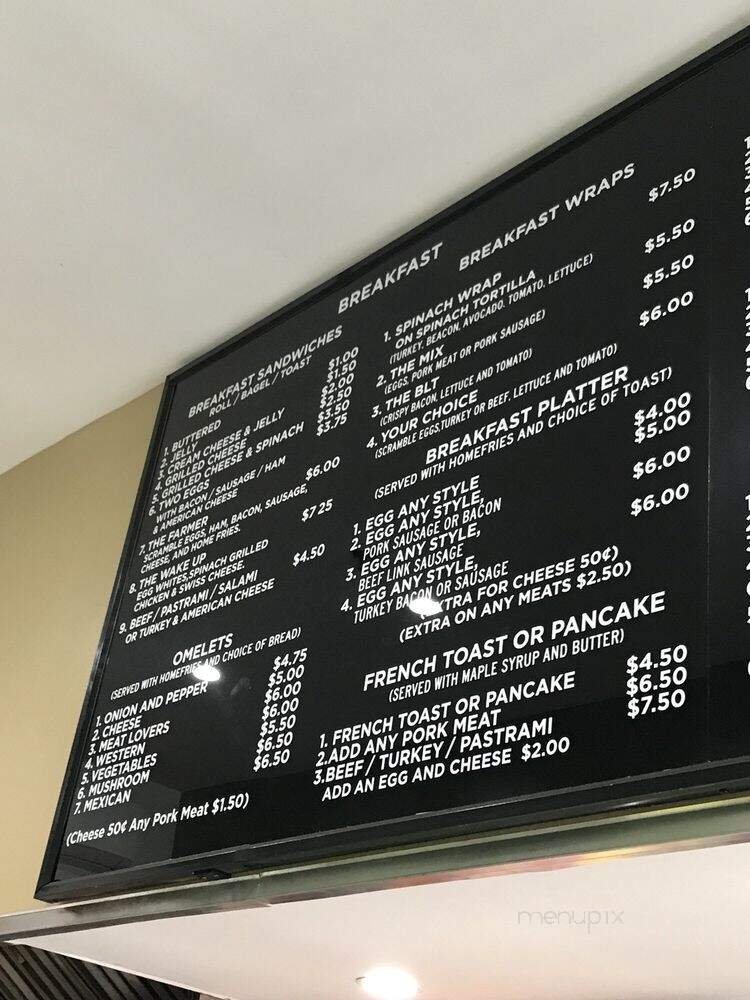 BREAKFAST
BREAKFAST SANDWICHES
ROLL / BAGEL / TOAST
1. BUTTERED $1.00
2. JELLY $1.50
3. CREAM CHEESE & JELLY $2.00
4. GRILLED CHEESE $2.50
5. GRILLED CHEESE & SPINACH $3.50
6. TWO EGGS $3.75
WITH BACON / SAUSAGE / HAM
& AMERICAN CHEESE
7. THE FARMER $6.00
SCRAMBLE EGGS, HAM, BACON, SAUSAGE,
CHEESE, AND HOME FRIES.
8. THE WAKE UP $7.25
EGG WHITES,SPINACH GRILLED
CHICKEN & SWISS CHEESE.
9. BEEF / PASTRAMI / SALAMI $4.50
OR TURKEY & AMERICAN CHEESE
OMELETS
(SERVED WITH HOMEFRIES AND CHOICE OF BREAD)
1. ONION AND PEPPER $4.75
2. CHEESE $5.00
3. MEAT LOVERS $6.00
4. WESTERN $6.00
5. VEGETABLES $5.50
6. MUSHROOM $6.50
7. MEXICAN $6.50
(Cheese 50¢ Any Pork Meat $1.50)
BREAKFAST WRAPS
1. SPINACH WRAP $7.50
ON SPINACH TORTILLA
(TURKEY, BEACON, AVOCADO, TOMATO, LETTUCE)
2. THE MIX $5.50
(EGGS, PORK MEAT OR PORK SAUSAGE)
3. THE BLT $5.50
(CRISPY BACON, LETTUCE AND TOMATO)
4. YOUR CHOICE $6.00
(SCRAMBLE EGGS,TURKEY OR BEEF, LETTUCE AND TOMATO)
BREAKFAST PLATTER
(SERVED WITH HOMEFRIES AND CHOICE OF TOAST)
1. EGG ANY STYLE $4.00
2. EGG ANY STYLE, $5.00
PORK SAUSAGE OR BACON
3. EGG ANY STYLE, $6.00
BEEF LINK SAUSAGE
4. EGG ANY STYLE, $6.00
TURKEY BACON OR SAUSAGE
(EXTRA FOR CHEESE 50¢)
(EXTRA ON ANY MEATS $2.50)
FRENCH TOAST OR PANCAKE
(SERVED WITH MAPLE SYRUP AND BUTTER)
1. FRENCH TOAST OR PANCAKE $4.50
2.ADD ANY PORK MEAT $6.50
3.BEEF / TURKEY / PASTRAMI $7.50
ADD AN EGG AND CHEESE $2.00
menupix